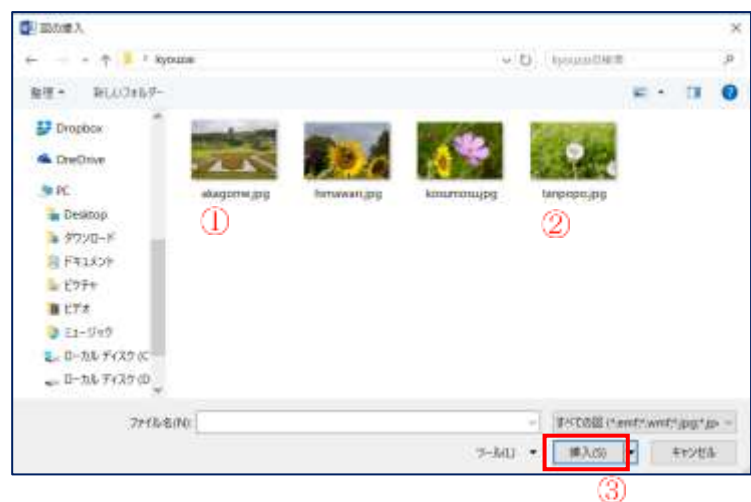 図の挿入
kyouzai
kyouzaiの検索
整理
新しいフォルダー
Dropbox
OneDrive
PC
Desktop
ダウンロード
ドキュメント
ピクチャ
ビデオ
ミュージック
ローカル ディスク (C
ローカル ディスク (D
akagome.jpg
himawari.jpg
kosumosu.jpg
tanpopo.jpg
①
②
ファイル名(N):
すべての図 (*.emf;*.wmf;*.jpg;*.jp
ツール(L)
挿入(S)
キャンセル
③